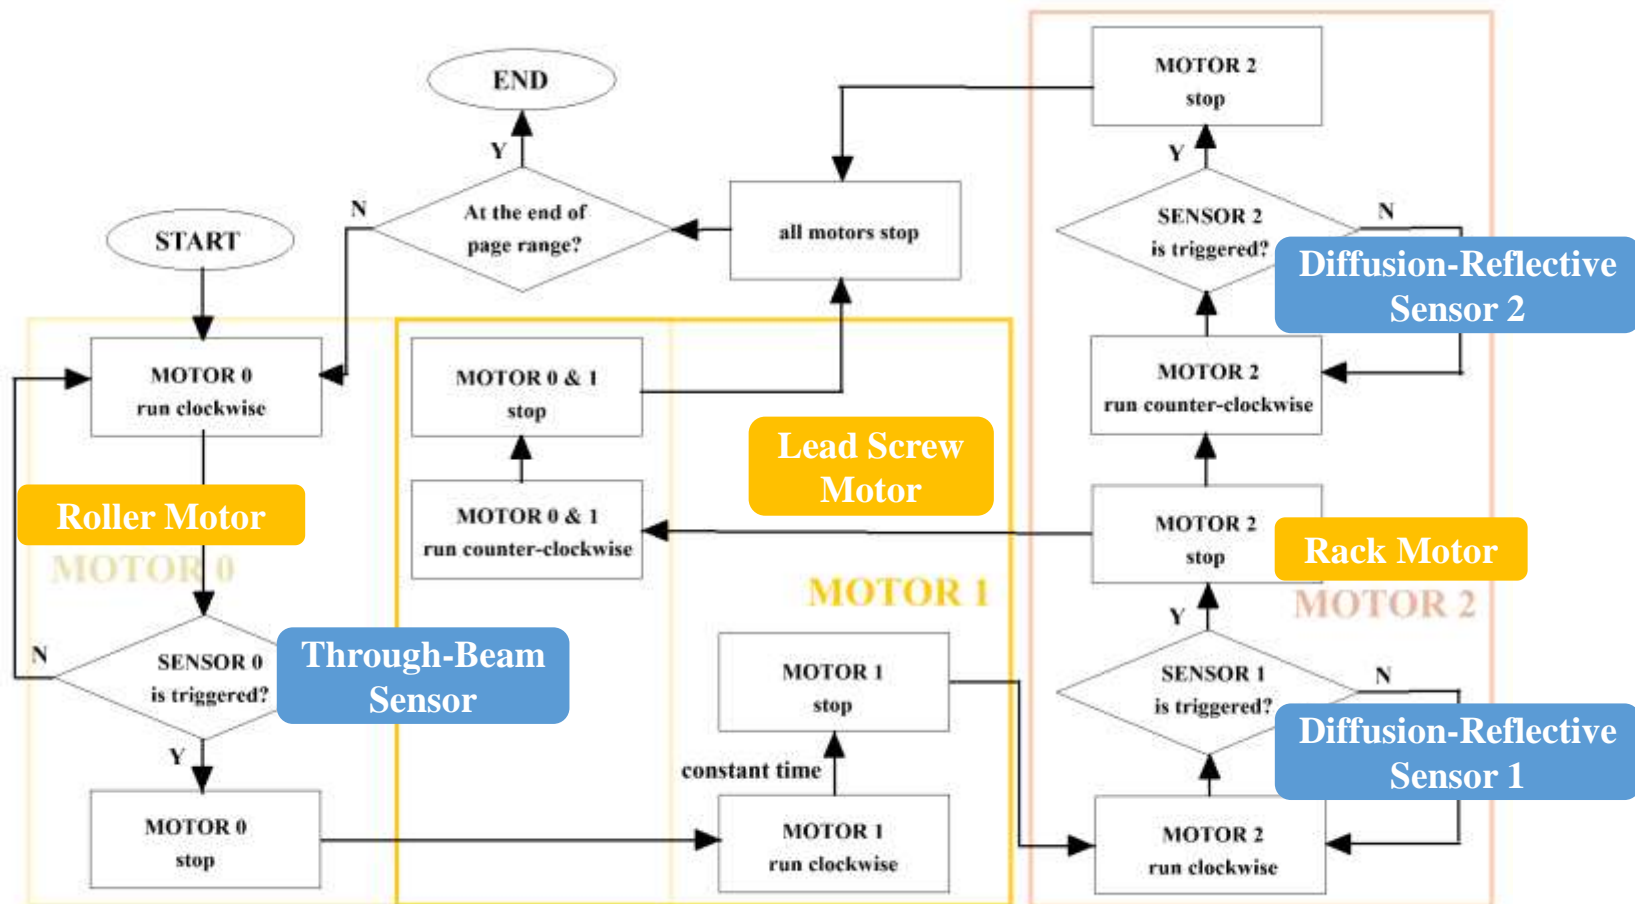 END
Y
N
At the end of
page range?
START
all motors stop
MOTOR 2
stop
Y
SENSOR 2
is triggered?
N
Diffusion-Reflective
Sensor 2
MOTOR 2
run counter-clockwise
MOTOR 0
run clockwise
MOTOR 0 & 1
stop
Lead Screw
Motor
Roller Motor
MOTOR 0
MOTOR 0 & 1
run counter-clockwise
MOTOR 2
stop
Rack Motor
MOTOR 1
MOTOR 2
Y
N
SENSOR 0
is triggered?
Through-Beam
Sensor
MOTOR 1
stop
SENSOR 1
is triggered?
N
Diffusion-Reflective
Sensor 1
Y
constant time
MOTOR 0
stop
MOTOR 1
run clockwise
MOTOR 2
run clockwise